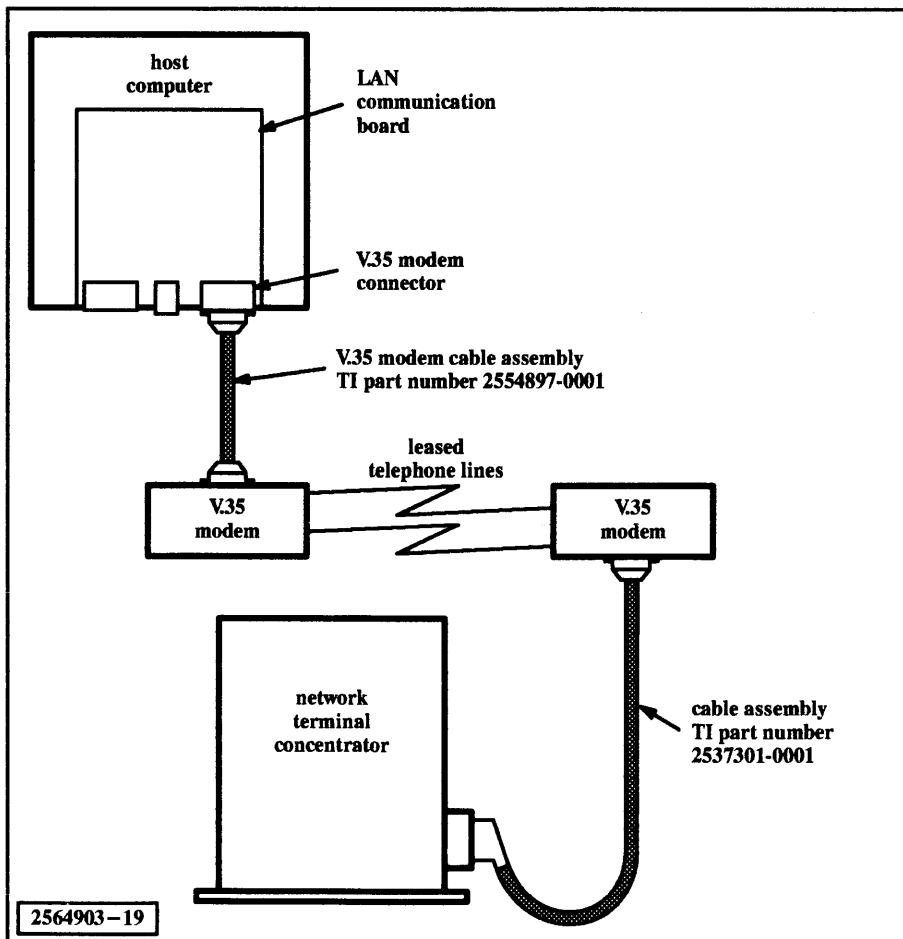 host
computer
LAN
communication
board
V.35 modem
connector
V.35 modem cable assembly
TI part number 2554897-0001
leased
telephone lines
V.35
modem
V.35
modem
network
terminal
concentrator
cable assembly
TI part number
2537301-0001
2564903-19